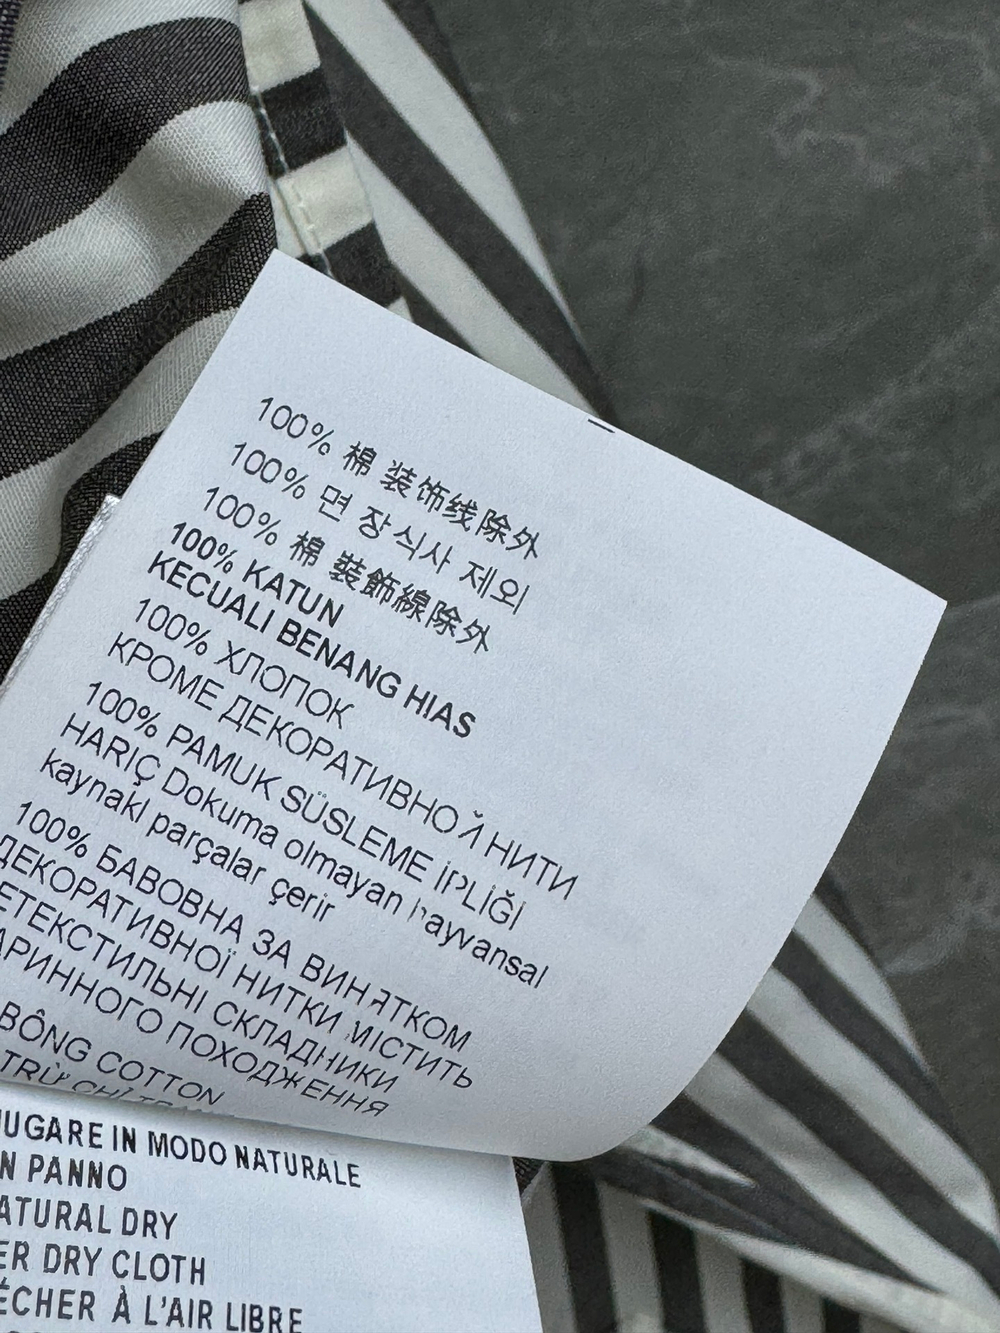 100% 棉 装饰线除外
100% 면 장식사 제외
100% 棉 裝飾線除外
100% KATUN
KECUALI BENANG HIAS
100% ХЛОПОК
КРОМЕ ДЕКОРАТИВНОЙ НИТИ
100% PAMUK SÜSLEME İPLİĞİ
HARİÇ Dokuma olmayan hayvansal
kaynakl parçalar çerir
100% БАВОВНА ЗА ВИНЯТКОМ
ДЕКОРАТИВНОЇ НИТКИ МІСТИТЬ
ЕТЕКСТИЛЬНІ СКЛАДНИКИ
АРИННОГО ПОХОДЖЕННЯ
BÔNG COTTON
TRỪ CHỈ
IUGARE IN MODO NATURALE
N PANNO
ATURAL DRY
ER DRY CLOTH
ÉCHER À L'AIR LIBRE